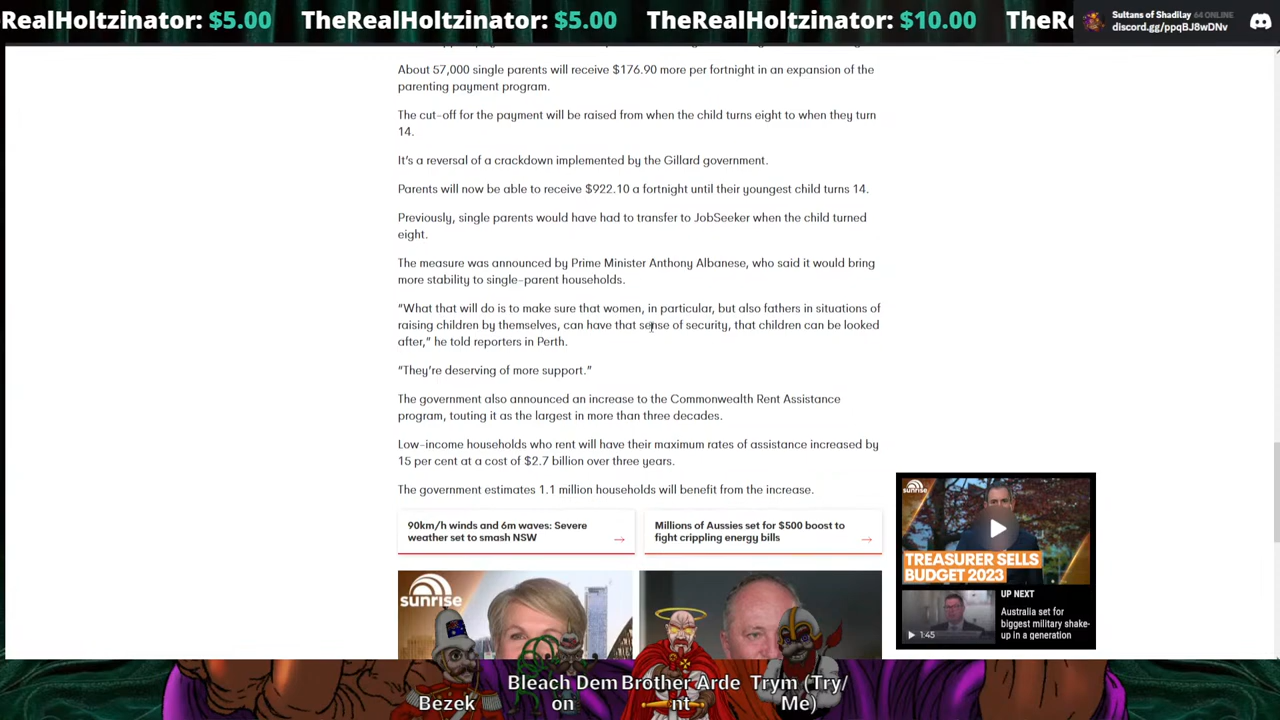 RealHoltzinator: $5.00 TheRealHoltzinator: $5.00 TheRealHoltzinator: $10.00 TheRe
Sultans of Shadilay 64 ONLINE
discord.gg/ppqBJ8wDNv
About 57,000 single parents will receive $176.90 more per fortnight in an expansion of the
parenting payment program.
The cut-off for the payment will be raised from when the child turns eight to when they turn
14.
It’s a reversal of a crackdown implemented by the Gillard government.
Parents will now be able to receive $922.10 a fortnight until their youngest child turns 14.
Previously, single parents would have had to transfer to JobSeeker when the child turned
eight.
The measure was announced by Prime Minister Anthony Albanese, who said it would bring
more stability to single-parent households.
“What that will do is to make sure that women, in particular, but also fathers in situations of
raising children by themselves, can have that sense of security, that children can be looked
after,” he told reporters in Perth.
“They’re deserving of more support.”
The government also announced an increase to the Commonwealth Rent Assistance
program, touting it as the largest in more than three decades.
Low-income households who rent will have their maximum rates of assistance increased by
15 per cent at a cost of $2.7 billion over three years.
The government estimates 1.1 million households will benefit from the increase.
90km/h winds and 6m waves: Severe
weather set to smash NSW
Millions of Aussies set for $500 boost to
fight crippling energy bills
sunrise
TREASURER SELLS
BUDGET 2023
1:45
UP NEXT
Australia set for
biggest military shake-
up in a generation
sunrise
Bezek
Bleach Dem
on
Brother Arde
nt
Trym (Try/
Me)